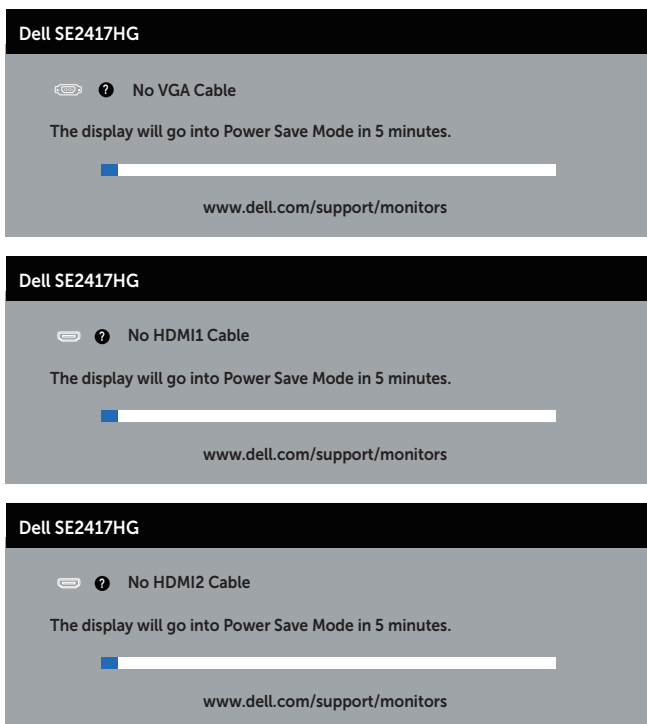 Dell SE2417HG
? No VGA Cable
The display will go into Power Save Mode in 5 minutes.
www.dell.com/support/monitors
Dell SE2417HG
? No HDMI1 Cable
The display will go into Power Save Mode in 5 minutes.
www.dell.com/support/monitors
Dell SE2417HG
? No HDMI2 Cable
The display will go into Power Save Mode in 5 minutes.
www.dell.com/support/monitors